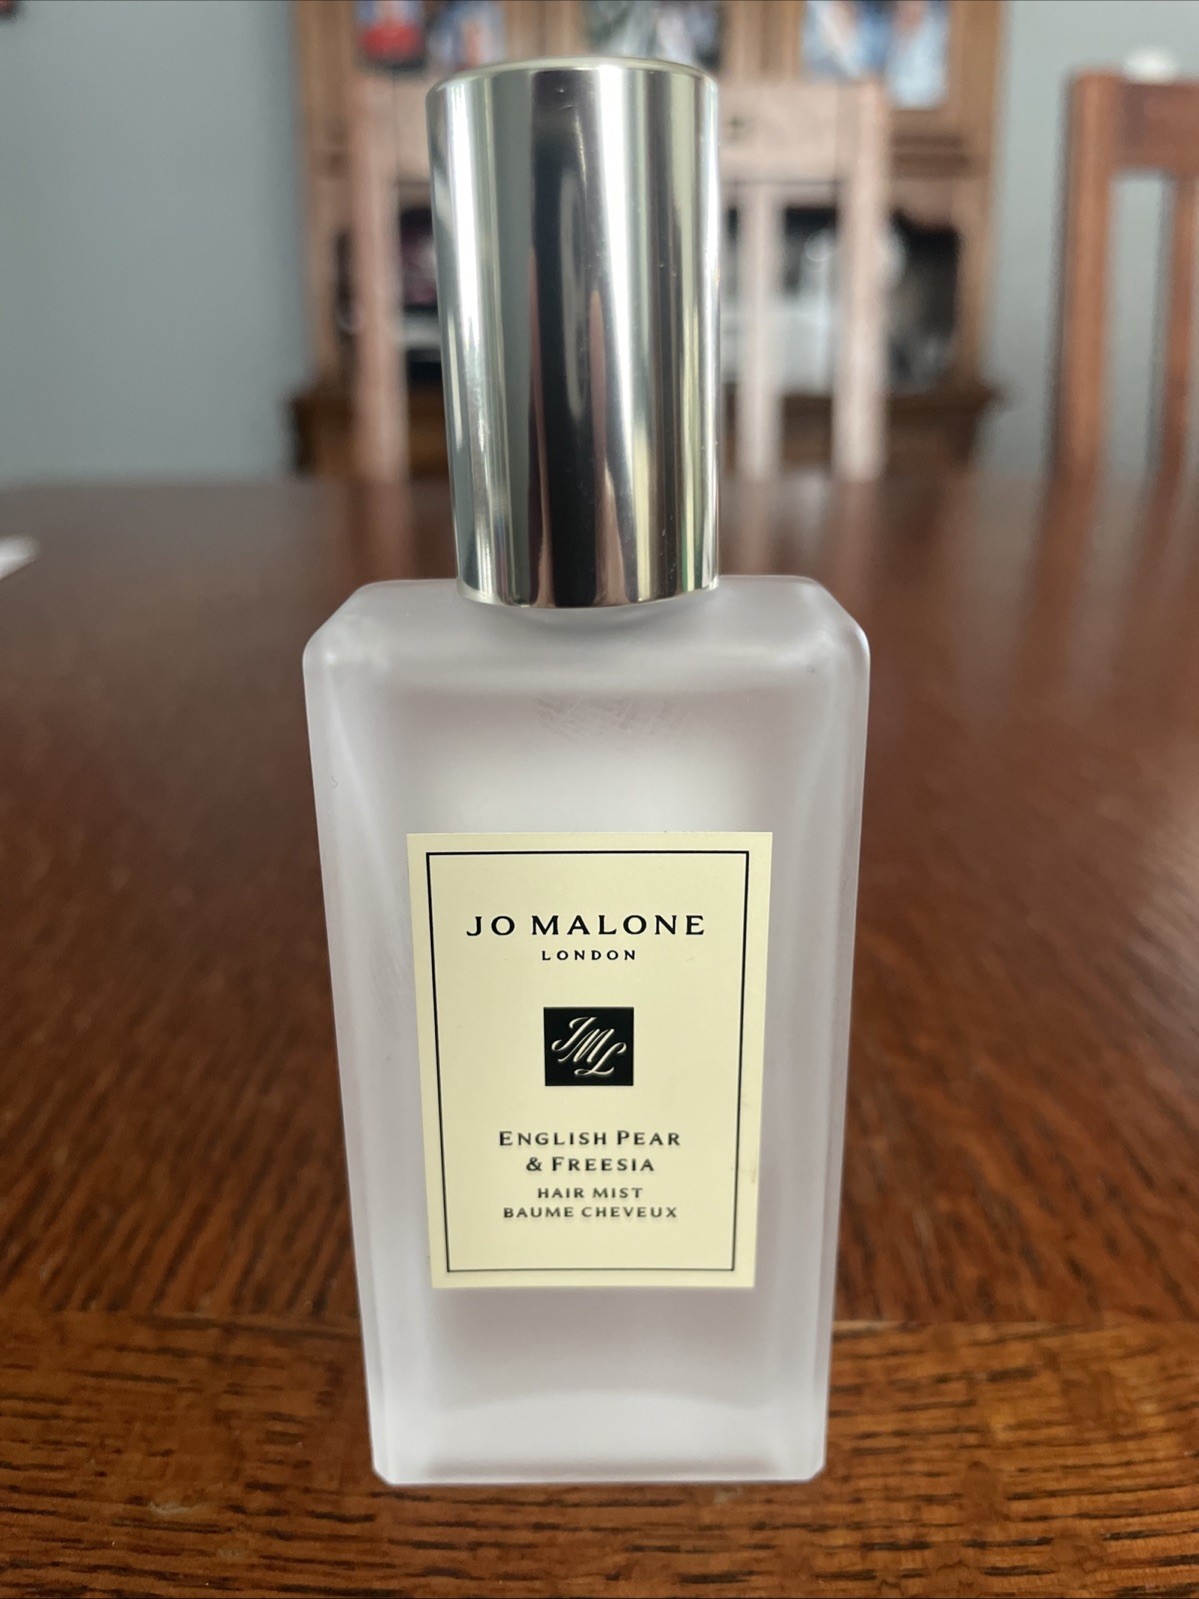 JO MALONE
LONDON
JML
ENGLISH PEAR
& FREESIA
HAIR MIST
BAUME CHEVEUX